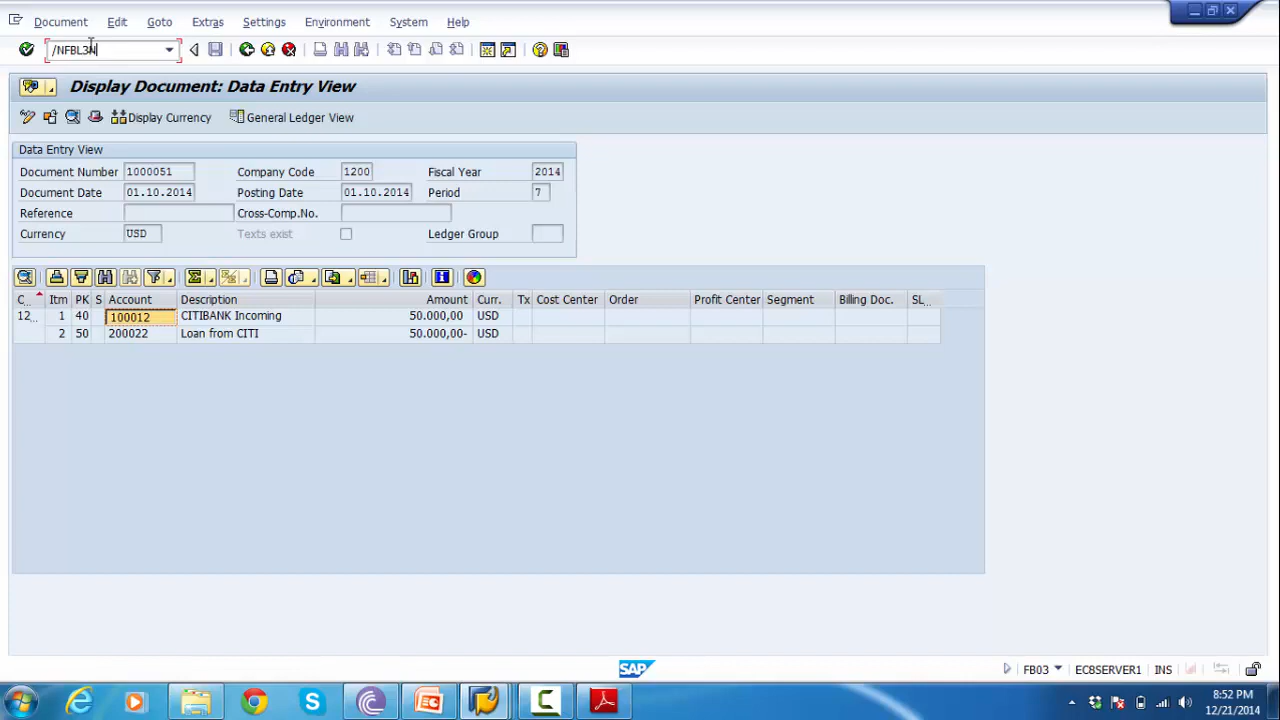 Document Edit Goto Extras Settings Environment System Help
/NFBL3N
Display Document: Data Entry View
Display Currency General Ledger View
Data Entry View
Document Number 1000051 Company Code 1200 Fiscal Year 2014
Document Date 01.10.2014 Posting Date 01.10.2014 Period 7
Reference Cross-Comp.No.
Currency USD Texts exist Ledger Group
C.. Itm PK S Account Description Amount Curr. Tx Cost Center Order Profit Center Segment Billing Doc. SL..
12.. 1 40 100012 CITIBANK Incoming 50.000,00 USD
2 50 200022 Loan from CITI 50.000,00- USD
SAP
FB03 EC8SERVER1 INS
8:52 PM
12/21/2014